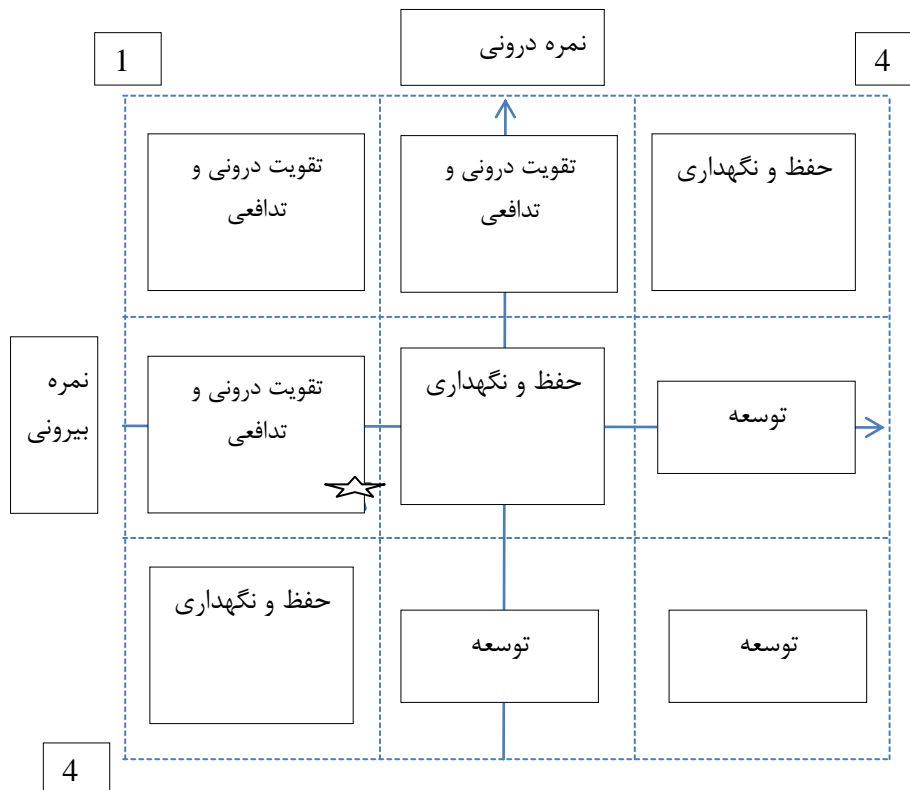 نمره درونی
1
4
تقویت درونی و
تدافعی
تقویت درونی و
تدافعی
حفظ و نگهداری
نمره
بیرونی
تقویت درونی و
تدافعی
حفظ و نگهداری
توسعه
حفظ و نگهداری
توسعه
توسعه
4